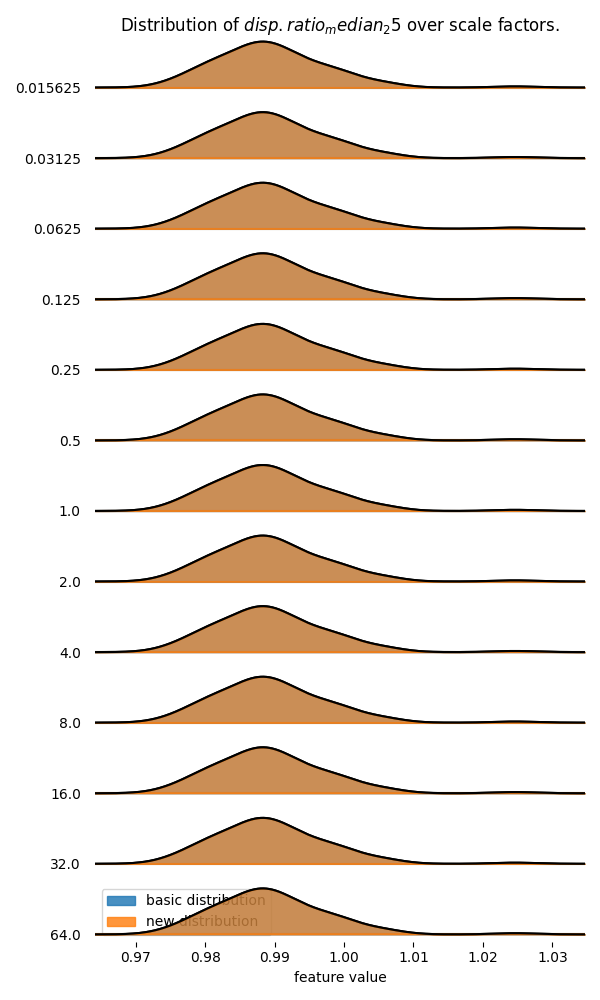 Distribution of disp.ratio_median_25 over scale factors.
0.015625
0.03125
0.0625
0.125
0.25
0.5
1.0
2.0
4.0
8.0
16.0
32.0
basic distribution
new distribution
64.0
0.97 0.98 0.99 1.00 1.01 1.02 1.03
feature value